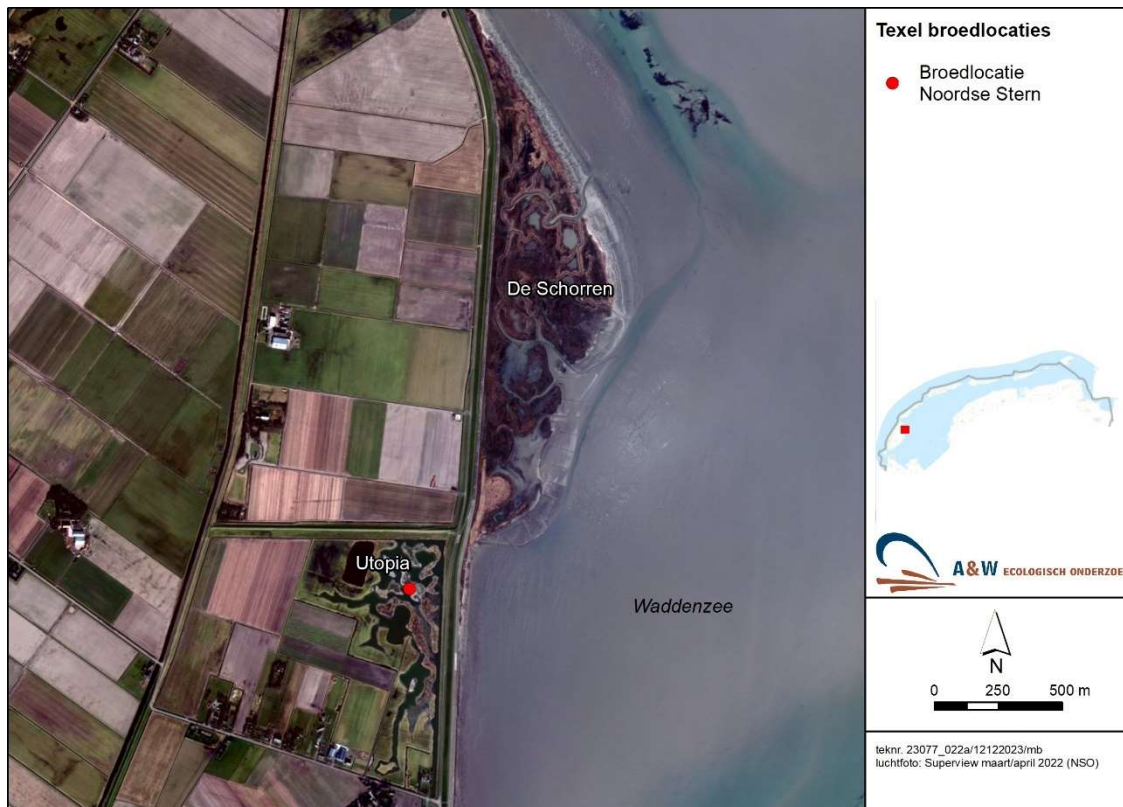 Texel broedlocaties
Broedlocatie
Noordse Stern
De Schorren
Utopia
Waddenzee
A&W ECOLOGISCH ONDERZOE
N
0 250 500 m
teknr. 23077_022a/12122023/mb
luchtfoto: Superview maart/april 2022 (NSO)